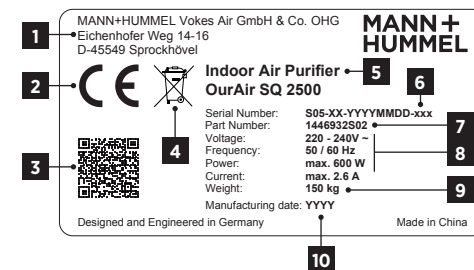 MANN+HUMMEL Vokes Air GmbH & Co. OHG
Eichenhofer Weg 14-16
D-45549 Sprockhövel
MANN+
HUMMEL
1
2
3
4
Indoor Air Purifier
OurAir SQ 2500
5
6
Serial Number: S05-XX-YYYYMMDD-xxx
Part Number: 1446932S02
7
Voltage: 220 - 240V ~
Frequency: 50 / 60 Hz
Power: max. 600 W
8
Current: max. 2.6 A
Weight: 150 kg
9
Manufacturing date: YYYY
Designed and Engineered in Germany
Made in China
10